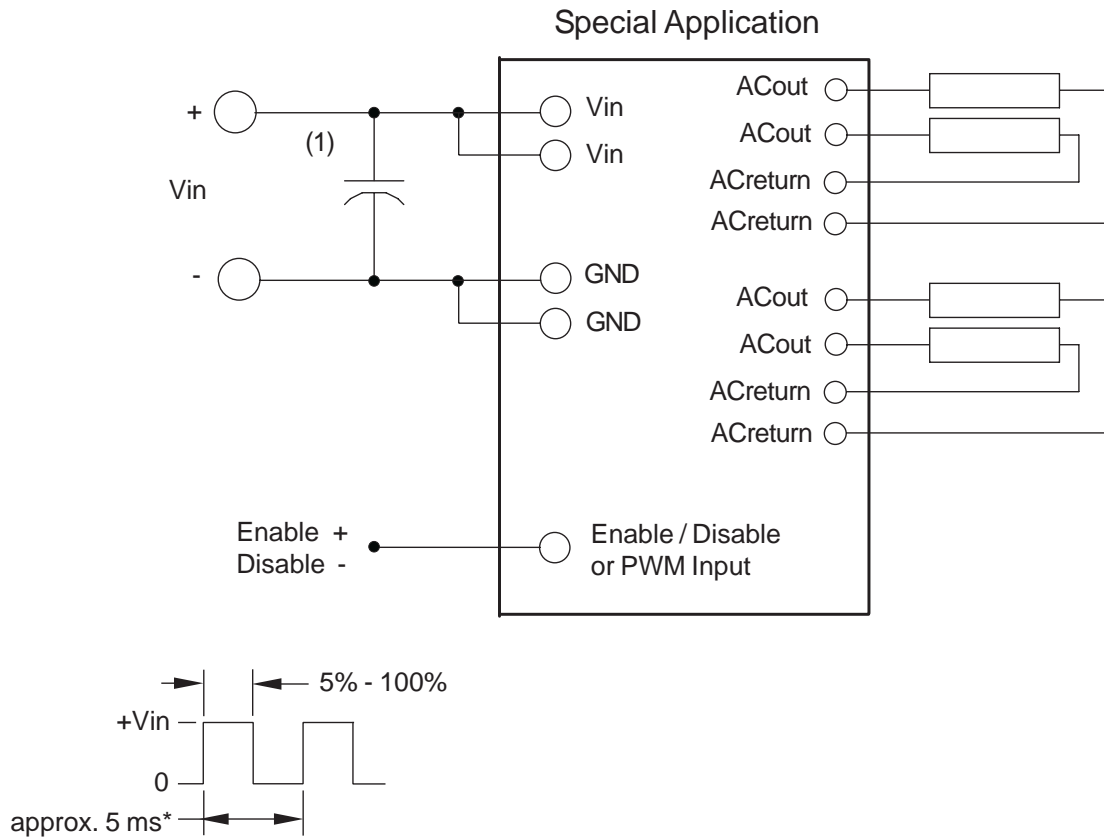 Special Application
+
(1)
Vin
-
Vin
Vin
GND
GND
ACout
ACout
ACreturn
ACreturn
ACout
ACout
ACreturn
ACreturn
Enable +
Disable -
Enable / Disable
or PWM Input
5% - 100%
+Vin
0
approx. 5 ms*